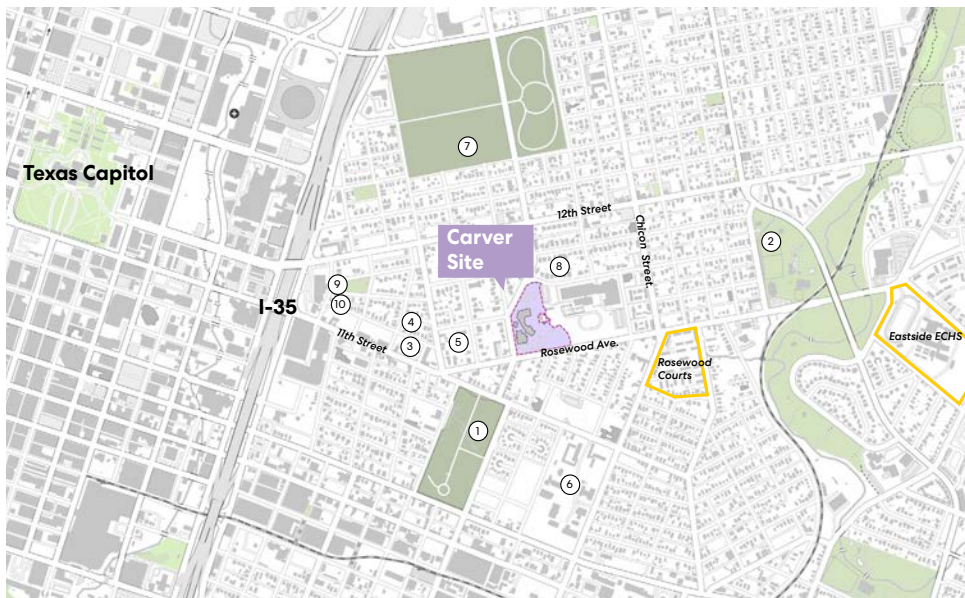 7
Texas Capitol
12th Street
Chicon Street.
Carver
Site
2
8
9
10
I-35
4
11th Street
3
5
Rosewood Ave.
Eastside ECHS
Rosewood
Courts
1
6